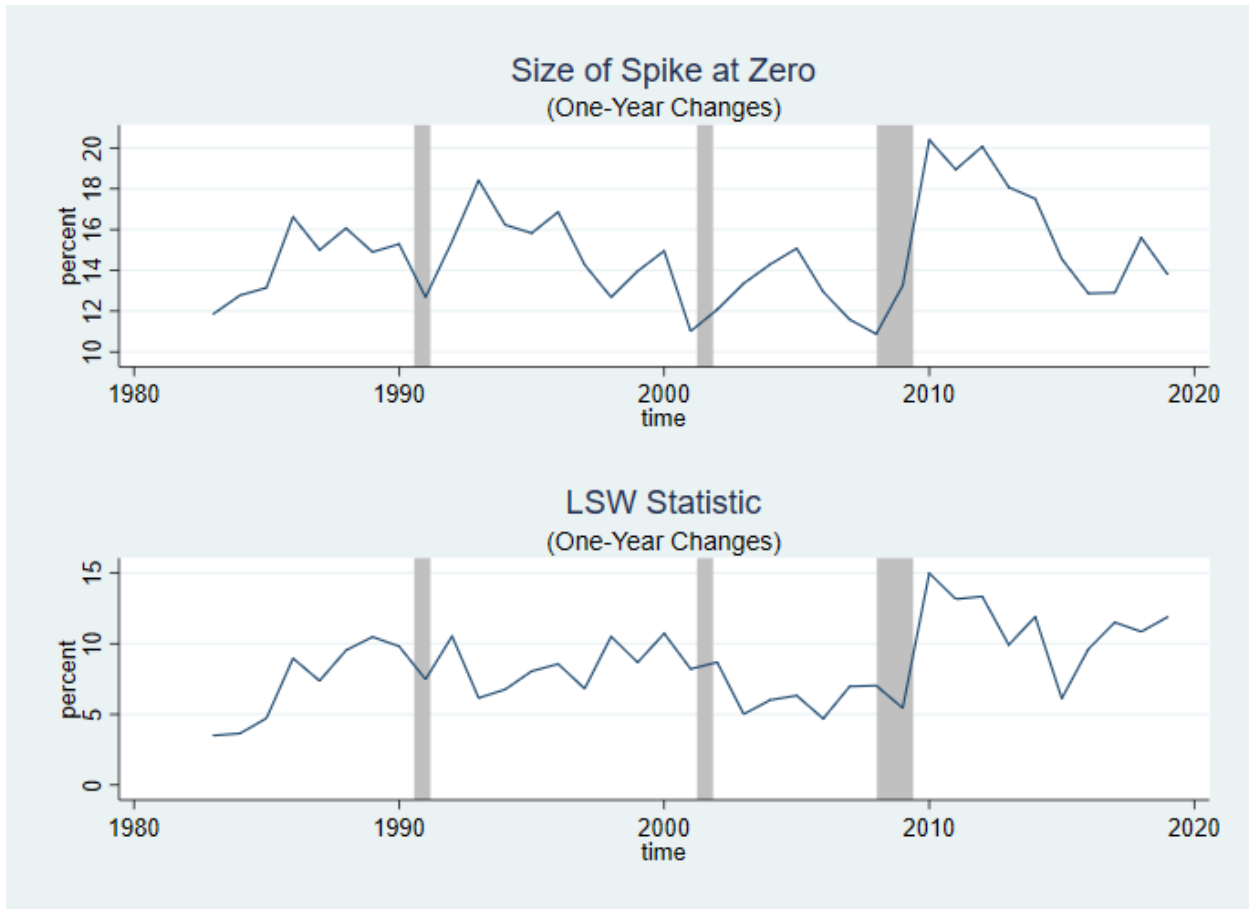 Size of Spike at Zero
(One-Year Changes)
percent
20
18
16
14
12
10
1980 1990 2000 2010 2020
time
LSW Statistic
(One-Year Changes)
percent
15
10
5
0
1980 1990 2000 2010 2020
time